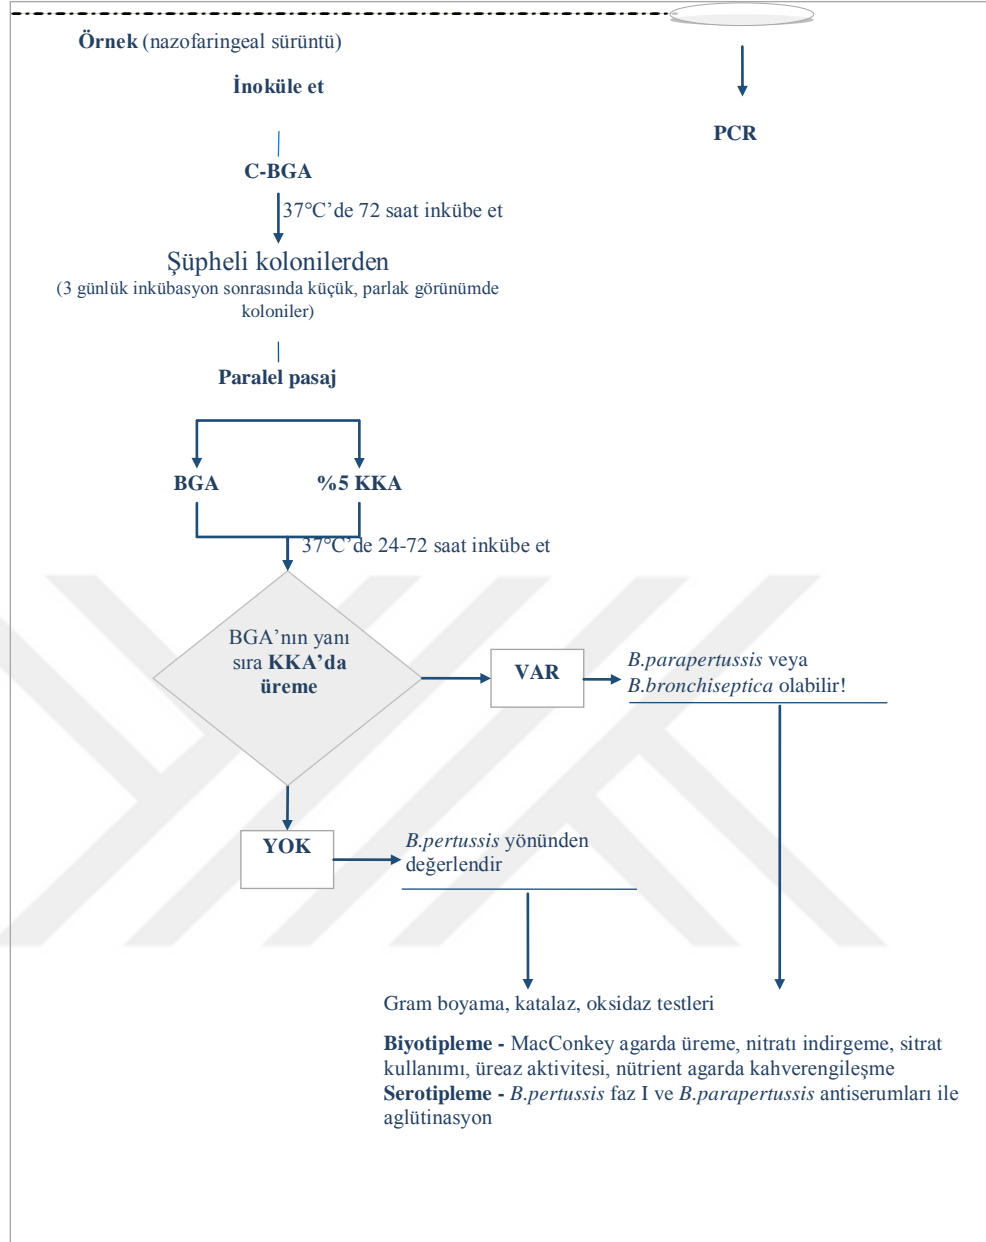 Örnek (nazofaringeal sürüntü)
İnoküle et
PCR
C-BGA
37°C’de 72 saat inkübe et
Şüpheli kolonilerden
(3 günlük inkübasyon sonrasında küçük, parlak görünümde
koloniler)
Paralel pasaj
BGA
%5 KKA
37°C’de 24-72 saat inkübe et
BGA’nın yanı
sıra KKA’da
üreme
VAR
B.parapertussis veya
B.bronchiseptica olabilir!
YOK
B.pertussis yönünden
değerlendir
Gram boyama, katalaz, oksidaz testleri
Biyotipleme - MacConkey agarda üreme, nitratı indirgeme, sitrat
kullanımı, üreaz aktivitesi, nütrient agarda kahverengileşme
Serotipleme - B.pertussis faz I ve B.parapertussis antiserumları ile
aglütinasyon